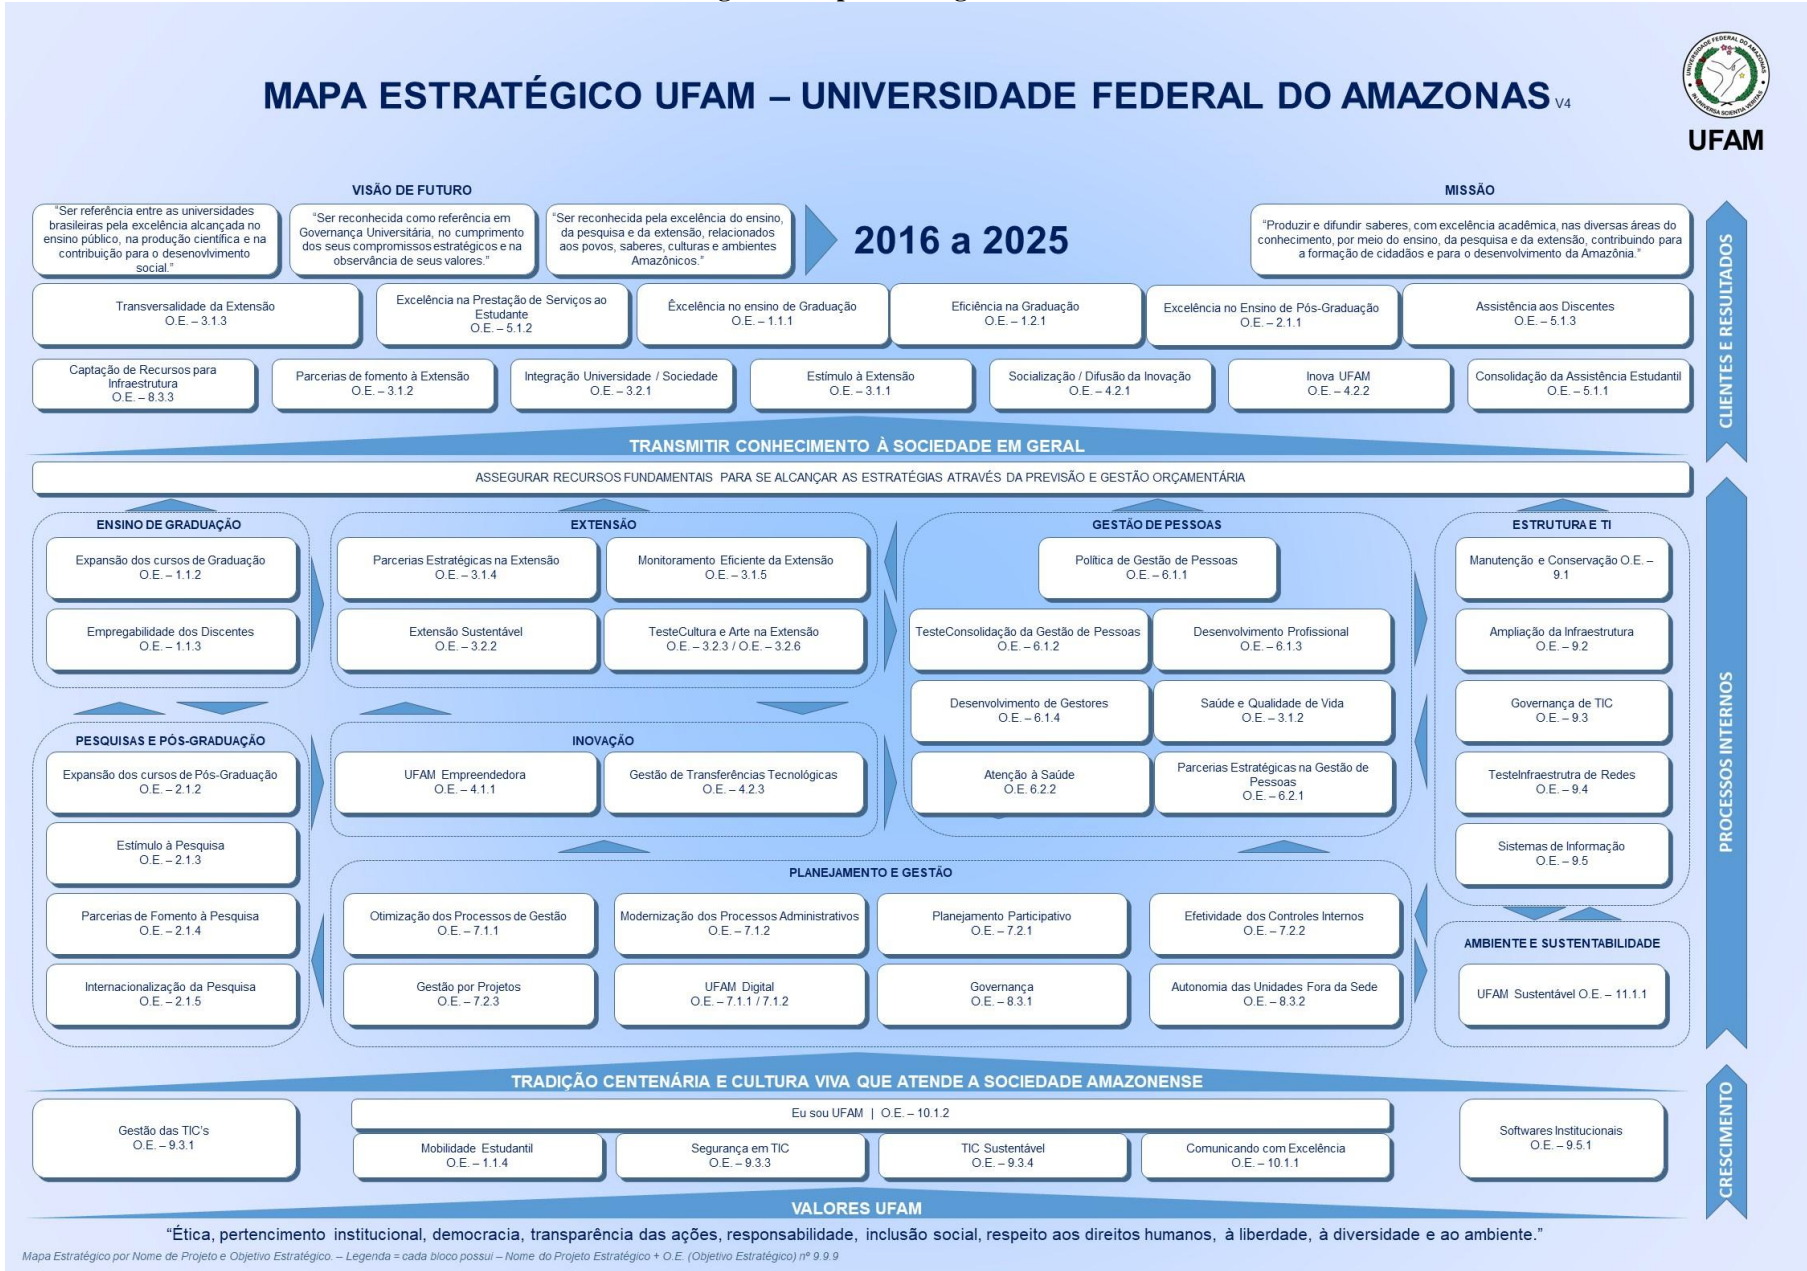 MAPA ESTRATÉGICO UFAM – UNIVERSIDADE FEDERAL DO AMAZONAS V4
UNIVERSIDADE FEDERAL DO AMAZONAS
IN UNIVERSA SCIENTIA VERITAS
UFAM
VISÃO DE FUTURO
"Ser referência entre as universidades
brasileiras pela excelência alcançada no
ensino público, na produção científica e na
contribuição para o desenovlvimento
social."
"Ser reconhecida como referência em
Governança Universitária, no cumprimento
dos seus compromissos estratégicos e na
observância de seus valores."
"Ser reconhecida pela excelência do ensino,
da pesquisa e da extensão, relacionados
aos povos, saberes, culturas e ambientes
Amazônicos."
2016 a 2025
MISSÃO
"Produzir e difundir saberes, com excelência acadêmica, nas diversas áreas do
conhecimento, por meio do ensino, da pesquisa e da extensão, contribuindo para
a formação de cidadãos e para o desenvolvimento da Amazônia."
CLIENTES E RESULTADOS
Transversalidade da Extensão
O.E. – 3.1.3
Excelência na Prestação de Serviços ao
Estudante
O.E. – 5.1.2
Êxcelência no ensino de Graduação
O.E. – 1.1.1
Eficiência na Graduação
O.E. – 1.2.1
Excelência no Ensino de Pós-Graduação
O.E. – 2.1.1
Assistência aos Discentes
O.E. – 5.1.3
Captação de Recursos para
Infraestrutura
O.E. – 8.3.3
Parcerias de fomento à Extensão
O.E. – 3.1.2
Integração Universidade / Sociedade
O.E. – 3.2.1
Estímulo à Extensão
O.E. – 3.1.1
Socialização / Difusão da Inovação
O.E. – 4.2.1
Inova UFAM
O.E. – 4.2.2
Consolidação da Assistência Estudantil
O.E. – 5.1.1
TRANSMITIR CONHECIMENTO À SOCIEDADE EM GERAL
ASSEGURAR RECURSOS FUNDAMENTAIS PARA SE ALCANÇAR AS ESTRATÉGIAS ATRAVÉS DA PREVISÃO E GESTÃO ORÇAMENTÁRIA
PROCESSOS INTERNOS
ENSINO DE GRADUAÇÃO
Expansão dos cursos de Graduação
O.E. – 1.1.2
Empregabilidade dos Discentes
O.E. – 1.1.3
EXTENSÃO
Parcerias Estratégicas na Extensão
O.E. – 3.1.4
Monitoramento Eficiente da Extensão
O.E. – 3.1.5
Extensão Sustentável
O.E. – 3.2.2
TesteCultura e Arte na Extensão
O.E. – 3.2.3 / O.E. – 3.2.6
GESTÃO DE PESSOAS
Política de Gestão de Pessoas
O.E. – 6.1.1
TesteConsolidação da Gestão de Pessoas
O.E. – 6.1.2
Desenvolvimento Profissional
O.E. – 6.1.3
Desenvolvimento de Gestores
O.E. – 6.1.4
Saúde e Qualidade de Vida
O.E. – 3.1.2
Atenção à Saúde
O.E. 6.2.2
Parcerias Estratégicas na Gestão de
Pessoas
O.E. – 6.2.1
ESTRUTURA E TI
Manutenção e Conservação O.E. –
9.1
Ampliação da Infraestrutura
O.E. – 9.2
Governança de TIC
O.E. – 9.3
TesteInfraestrutra de Redes
O.E. – 9.4
Sistemas de Informação
O.E. – 9.5
PESQUISAS E PÓS-GRADUAÇÃO
Expansão dos cursos de Pós-Graduação
O.E. – 2.1.2
Estímulo à Pesquisa
O.E. – 2.1.3
Parcerias de Fomento à Pesquisa
O.E. – 2.1.4
Internacionalização da Pesquisa
O.E. – 2.1.5
INOVAÇÃO
UFAM Empreendedora
O.E. – 4.1.1
Gestão de Transferências Tecnológicas
O.E. – 4.2.3
PLANEJAMENTO E GESTÃO
Otimização dos Processos de Gestão
O.E. – 7.1.1
Modernização dos Processos Administrativos
O.E. – 7.1.2
Planejamento Participativo
O.E. – 7.2.1
Efetividade dos Controles Internos
O.E. – 7.2.2
Gestão por Projetos
O.E. – 7.2.3
UFAM Digital
O.E. – 7.1.1 / 7.1.2
Governança
O.E. – 8.3.1
Autonomia das Unidades Fora da Sede
O.E. – 8.3.2
AMBIENTE E SUSTENTABILIDADE
UFAM Sustentável O.E. – 11.1.1
TRADIÇÃO CENTENÁRIA E CULTURA VIVA QUE ATENDE A SOCIEDADE AMAZONENSE
CRESCIMENTO
Gestão das TIC's
O.E. – 9.3.1
Eu sou UFAM | O.E. – 10.1.2
Mobilidade Estudantil
O.E. – 1.1.4
Segurança em TIC
O.E. – 9.3.3
TIC Sustentável
O.E. – 9.3.4
Comunicando com Excelência
O.E. – 10.1.1
Softwares Institucionais
O.E. – 9.5.1
VALORES UFAM
"Ética, pertencimento institucional, democracia, transparência das ações, responsabilidade, inclusão social, respeito aos direitos humanos, à liberdade, à diversidade e ao ambiente."
Mapa Estratégico por Nome de Projeto e Objetivo Estratégico. – Legenda = cada bloco possui – Nome do Projeto Estratégico + O.E. (Objetivo Estratégico) nº 9.9.9